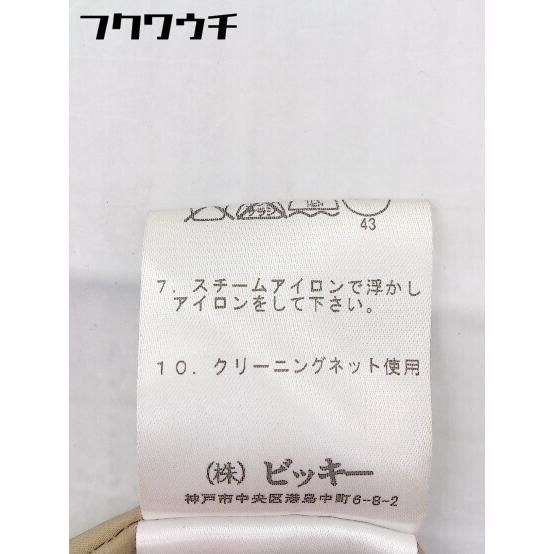 フクワウチ
43
7. スチームアイロンで浮かし
アイロンをして下さい。
10. クリーニングネット使用
(株) ビッキー
神戸市中央区港島中町6-8-2